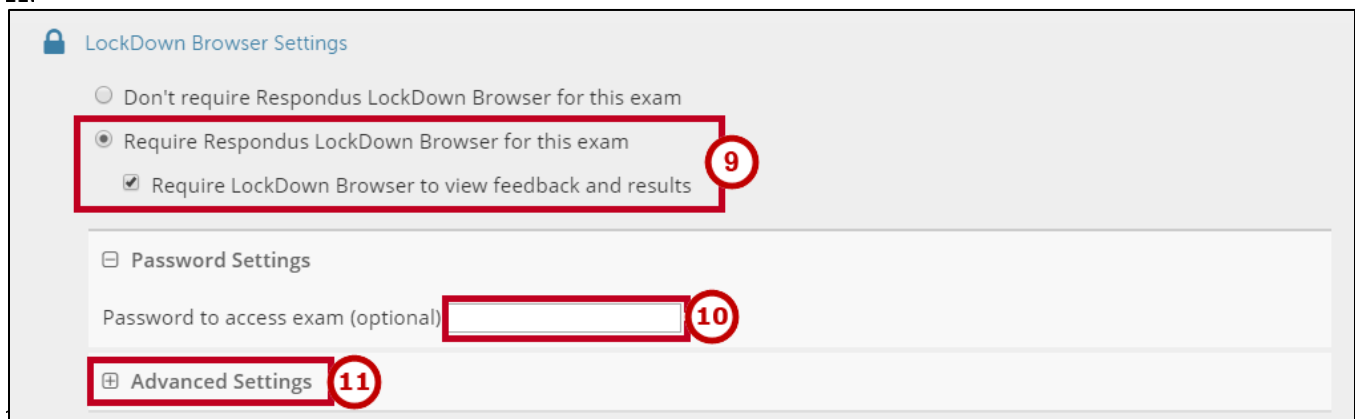 LockDown Browser Settings
Don't require Respondus LockDown Browser for this exam
Require Respondus LockDown Browser for this exam
9
Require LockDown Browser to view feedback and results
Password Settings
Password to access exam (optional)
10
Advanced Settings
11